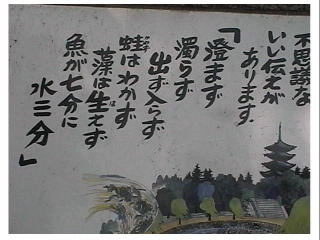 不思議な
いい伝えが
あります
「澄ます
濁らず
出ず入らず
蛙はわかず
藻は生えず
魚が七分に
水三分」